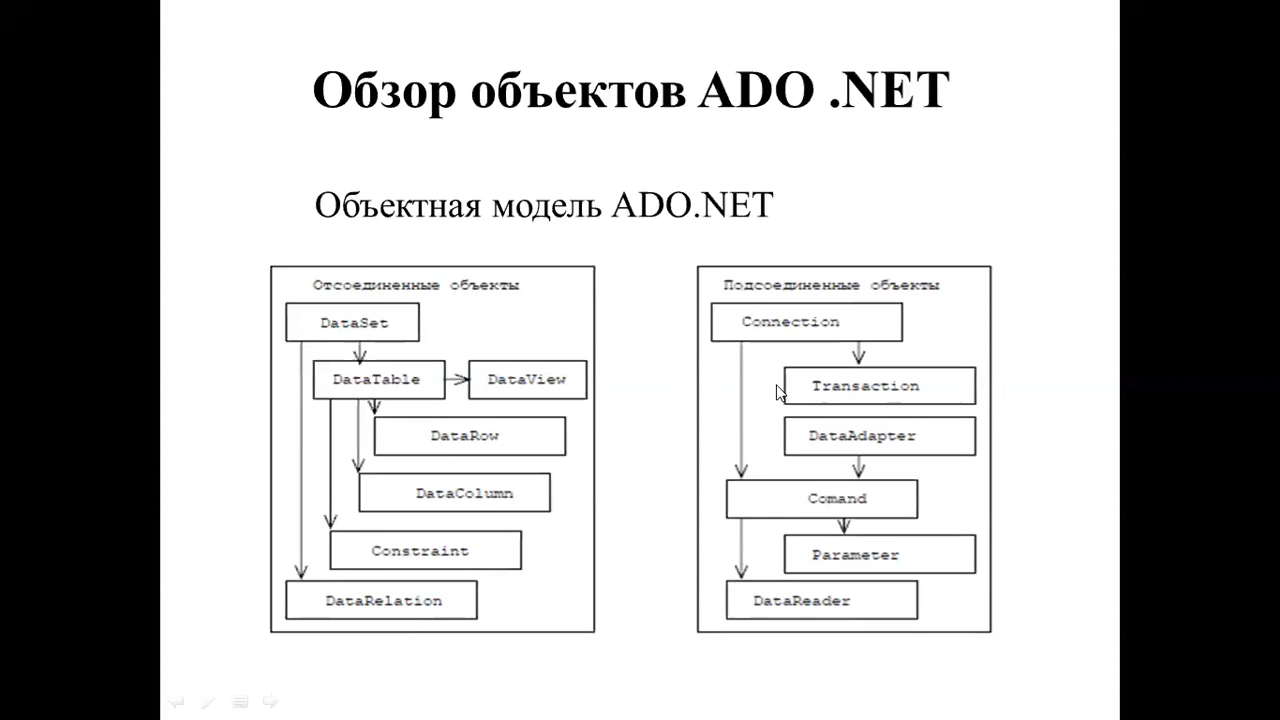 Обзор объектов ADO .NET
Объектная модель ADO.NET
Отсоединенные объекты
DataSet
DataTable
DataView
DataRow
DataColumn
Constraint
DataRelation
Подсоединенные объекты
Connection
Transaction
DataAdapter
Comand
Parameter
DataReader